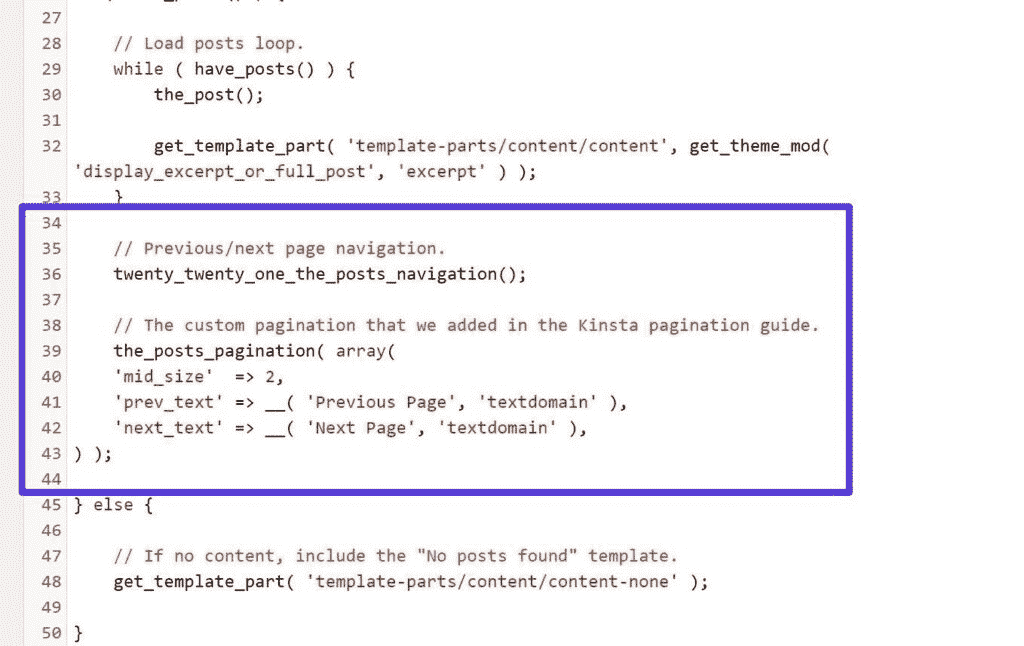 27
28 // Load posts loop.
29 while ( have_posts() ) {
30 the_post();
31
32 get_template_part( 'template-parts/content/content', get_theme_mod(
'display_excerpt_or_full_post', 'excerpt' ) );
33 }
34
35 // Previous/next page navigation.
36 twenty_twenty_one_the_posts_navigation();
37
38 // The custom pagination that we added in the Kinsta pagination guide.
39 the_posts_pagination( array(
40 'mid_size' => 2,
41 'prev_text' => __( 'Previous Page', 'textdomain' ),
42 'next_text' => __( 'Next Page', 'textdomain' ),
43 ) );
44
45 } else {
46
47 // If no content, include the "No posts found" template.
48 get_template_part( 'template-parts/content/content-none' );
49
50 }